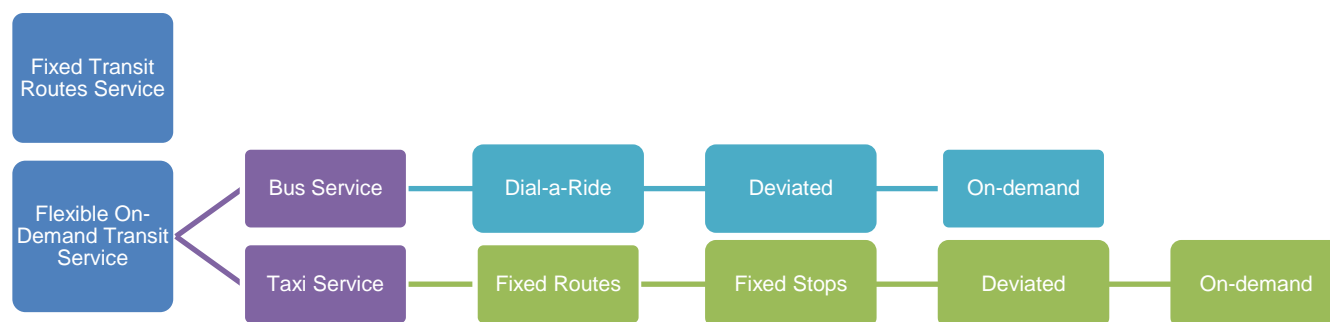 Fixed Transit
Routes Service
Flexible On-
Demand Transit
Service
Bus Service
Dial-a-Ride
Deviated
On-demand
Taxi Service
Fixed Routes
Fixed Stops
Deviated
On-demand